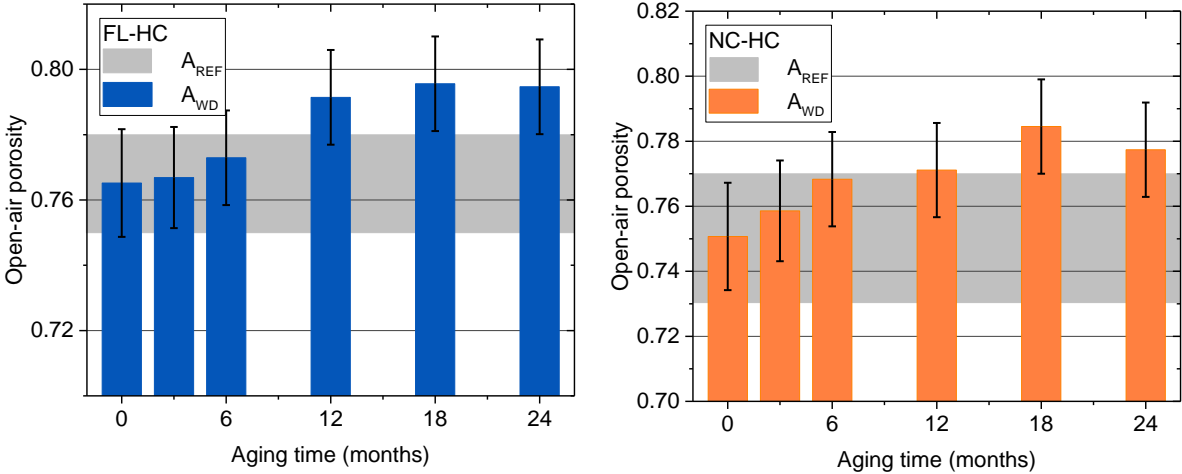 FL-HC
A_REF
A_WD
0.80
0.76
0.72
Open-air porosity
0 6 12 18 24
Aging time (months)
NC-HC
A_REF
A_WD
0.82
0.80
0.78
0.76
0.74
0.72
0.70
Open-air porosity
0 6 12 18 24
Aging time (months)